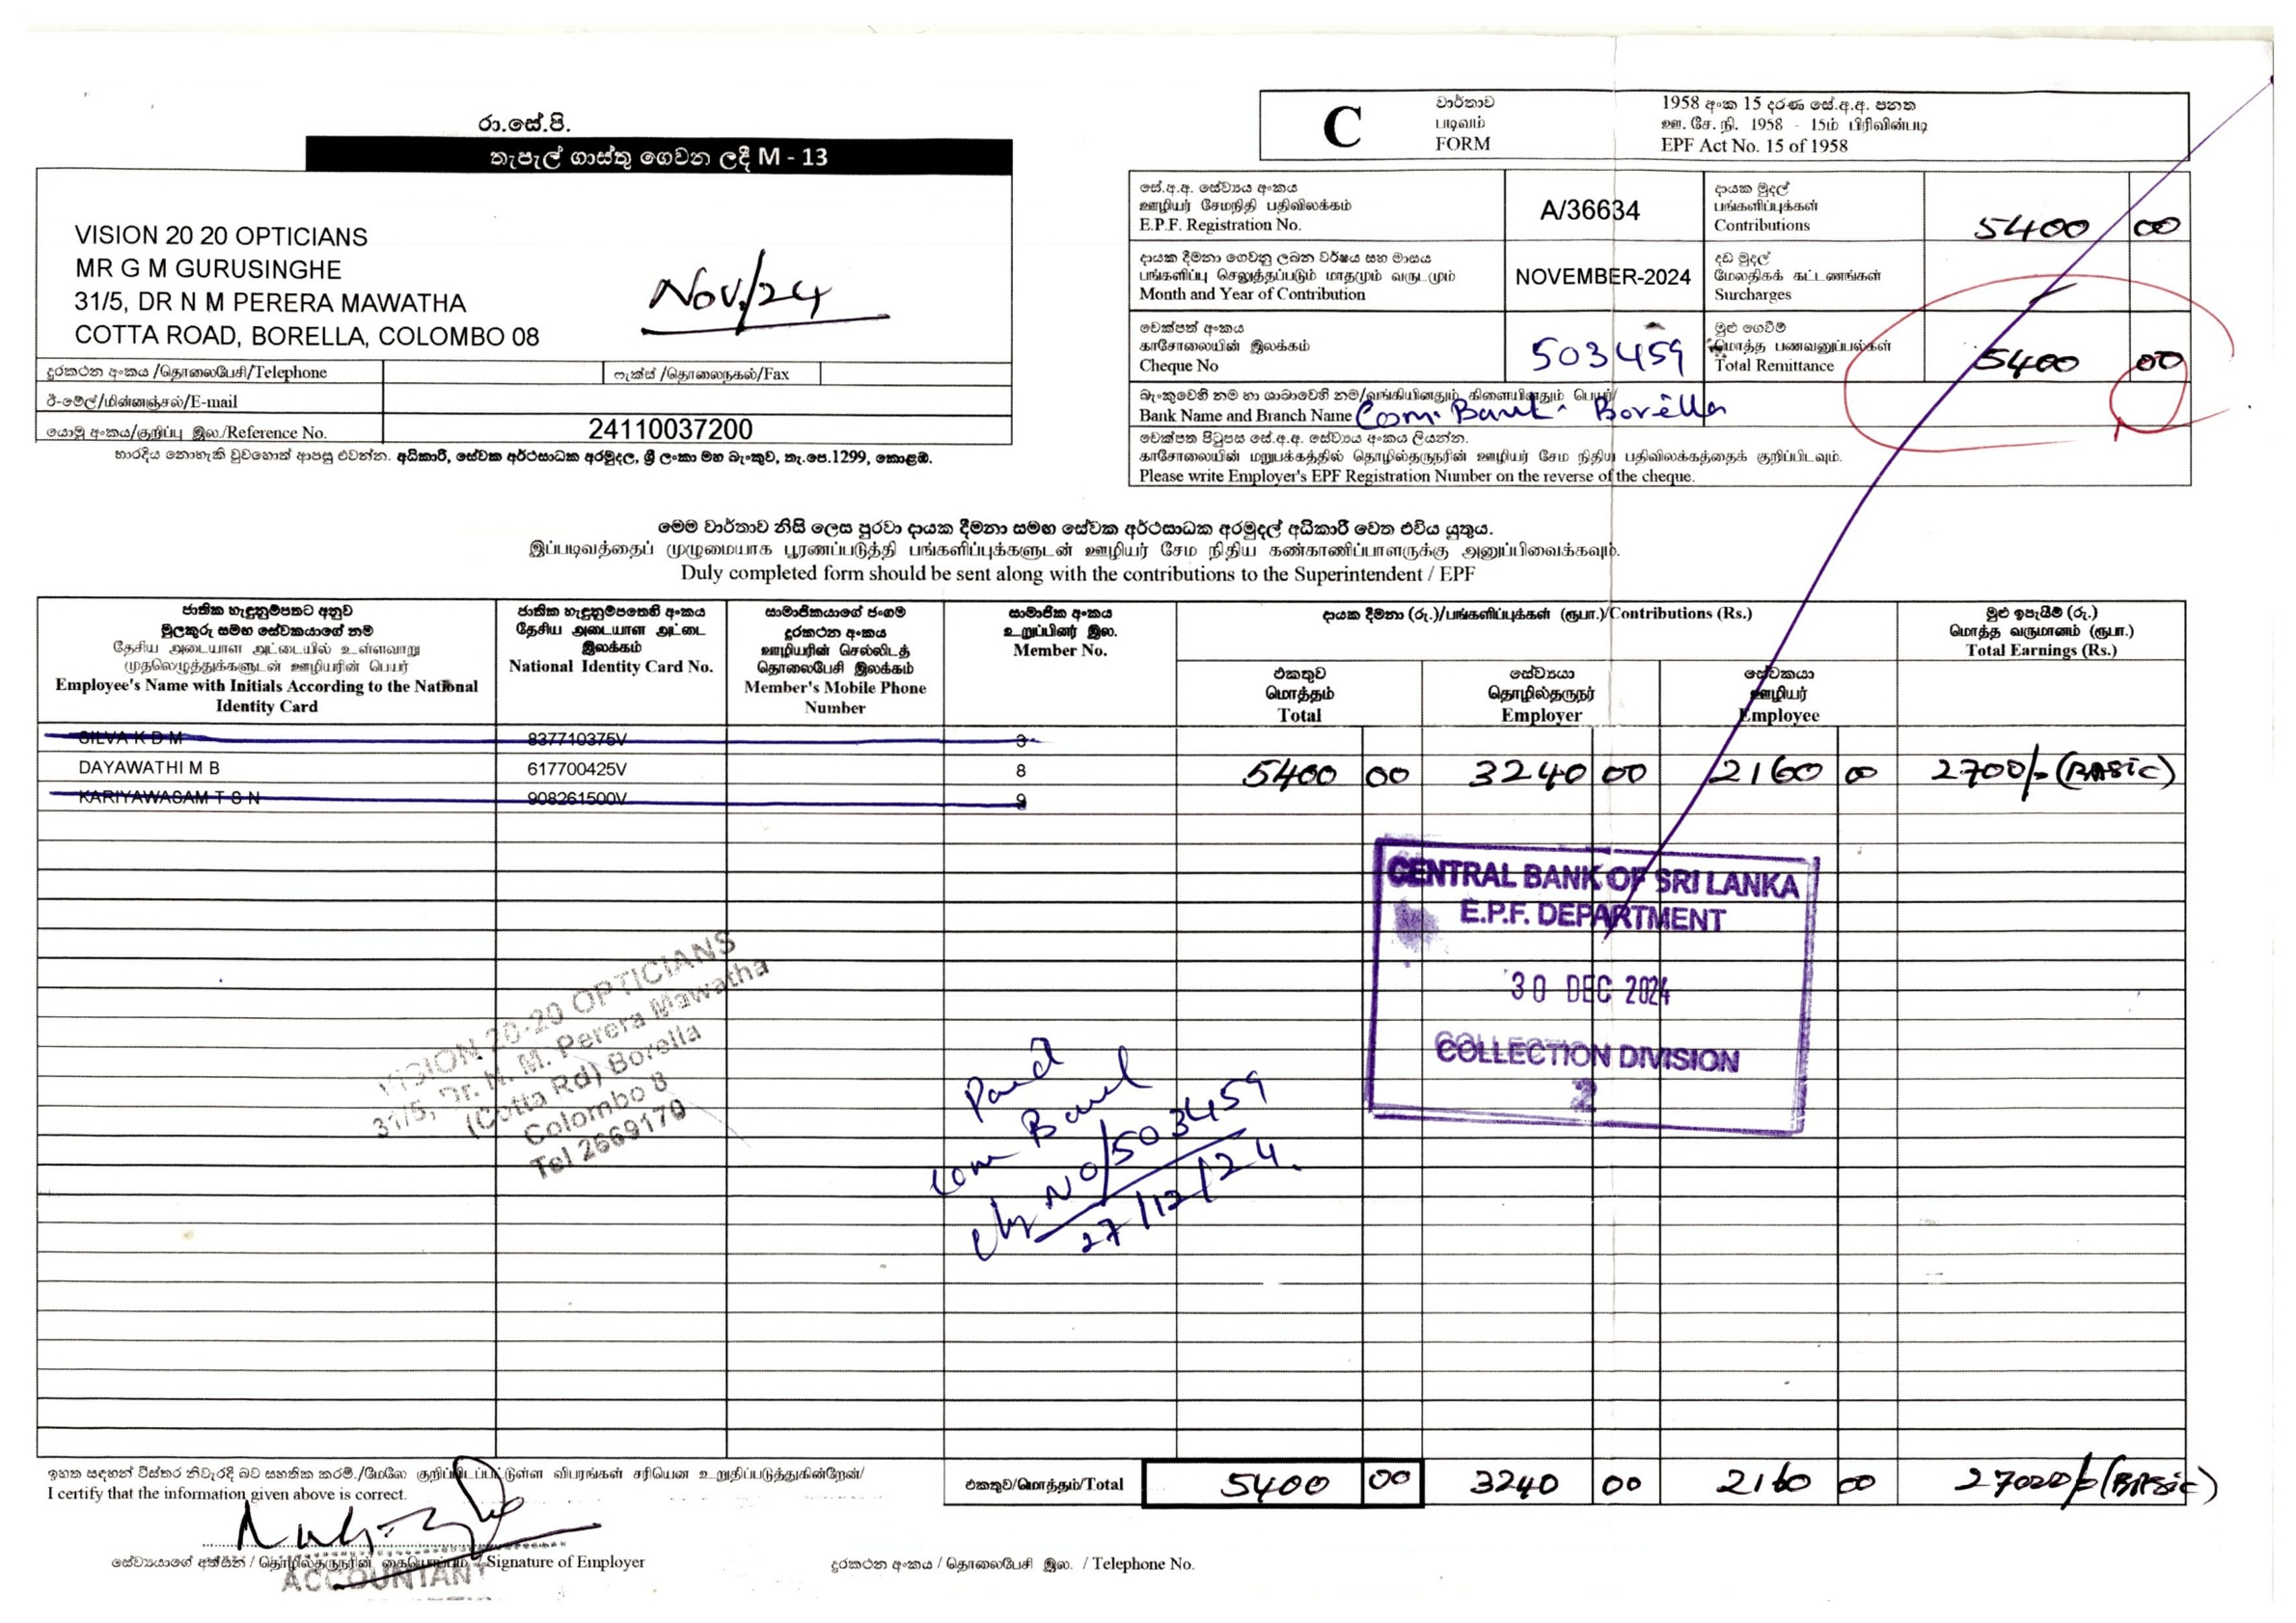 රා.සේ.පි.
තැපැල් ගාස්තු ගෙවන ලදී M - 13
VISION 20 20 OPTICIANS
MR G M GURUSINGHE
31/5, DR N M PERERA MAWATHA
COTTA ROAD, BORELLA, COLOMBO 08
Nov/24
දුරකථන අංකය /தொலைபேசி/Telephone
ෆැක්ස් /தொலைநகல்/Fax
ඊ-මේල්/மின்னஞ்சல்/E-mail
යොමු අංකය/குறிப்பு இல./Reference No. 24110037200
භාරදිය නොහැකි වුවහොත් ආපසු එවන්න. අධිකාරී, සේවක අර්ථසාධක අරමුදල, ශ්‍රී ලංකා මහ බැංකුව, තැ.පෙ.1299, කොළඹ.
C
වාර්තාව
படிவம்
FORM
1958 අංක 15 දරණ සේ.අ.අ. පනත
ஊ. சே. நி. 1958 - 15ம் பிரிவின்படி
EPF Act No. 15 of 1958
සේ.අ.අ. සේව්‍යය අංකය
ஊழியர் சேமநிதி பதிவிலக்கம்
E.P.F. Registration No.
A/36634
දායක මුදල්
பங்களிப்புக்கள்
Contributions
5400 00
දායක දීමනා ගෙවනු ලබන වර්ෂය සහ මාසය
பங்களிப்பு செலுத்தப்படும் மாதமும் வருடமும்
Month and Year of Contribution
NOVEMBER-2024
දඩ මුදල්
மேலதிகக் கட்டணங்கள்
Surcharges
චෙක්පත් අංකය
காசோலையின் இலக்கம்
Cheque No
503459
මුළු ගෙවීම්
மொத்த பணவனுப்பல்கள்
Total Remittance
5400 00
බැංකුවෙහි නම හා ශාඛාවෙහි නම/வங்கியினதும் கிளையினதும் பெயர்/
Bank Name and Branch Name Com. Bank. Borella
චෙක්පත පිටුපස සේ.අ.අ. සේව්‍යය අංකය ලියන්න.
காசோலையின் மறுபக்கத்தில் தொழில்தருநரின் ஊழியர் சேம நிதிய பதிவிலக்கத்தைக் குறிப்பிடவும்.
Please write Employer's EPF Registration Number on the reverse of the cheque.
මෙම වාර්තාව නිසි ලෙස පුරවා දායක දීමනා සමඟ සේවක අර්ථසාධක අරමුදල් අධිකාරී වෙත එවිය යුතුය.
இப்படிவத்தைப் முழுமையாக பூரணப்படுத்தி பங்களிப்புக்களுடன் ஊழியர் சேம நிதிய கண்காணிப்பாளருக்கு அனுப்பிவைக்கவும்.
Duly completed form should be sent along with the contributions to the Superintendent / EPF
ජාතික හැඳුනුම්පතට අනුව
මුලකුරු සමඟ සේවකයාගේ නම
தேசிய அடையாள அட்டையில் உள்ளவாறு
முதலெழுத்துக்களுடன் ஊழியரின் பெயர்
Employee's Name with Initials According to the National
Identity Card
ජාතික හැඳුනුම්පතෙහි අංකය
தேசிய அடையாள அட்டை
இலக்கம்
National Identity Card No.
සාමාජිකයාගේ ජංගම
දුරකථන අංකය
ஊழியரின் செல்லிடத்
தொலைபேசி இலக்கம்
Member's Mobile Phone
Number
සාමාජික අංකය
உறுப்பினர் இல.
Member No.
දායක දීමනා (රු.)/பங்களிப்புக்கள் (ரூபா.)/Contributions (Rs.)
එකතුව
மொத்தம்
Total
සේව්‍යයා
தொழில்தருநர்
Employer
සේවකයා
ஊழியர்
Employee
මුළු ඉපැයීම් (රු.)
மொத்த வருமானம் (ரூபா.)
Total Earnings (Rs.)
SILVA K D M 837710375V 3
DAYAWATHI M B 617700425V 8 5400 00 3240 00 2160 00 2700/- (BASIC)
KARIYAWASAM T S N 908261500V 9
CENTRAL BANK OF SRI LANKA
E.P.F. DEPARTMENT
30 DEC 2024
COLLECTION DIVISION
2
VISION 20-20 OPTICIANS
31/5, Dr. N. M. Perera Mawatha
(Cotta Rd) Borella
Colombo 8
Tel 2669170
Paid
Com Bank
Ch NO/503459
27/12/24.
ඉහත සඳහන් විස්තර නිවැරදි බව සහතික කරමි./மேலே குறிப்பிடப்பட்டுள்ள விபரங்கள் சரியென உறுதிப்படுத்துகின்றேன்/
I certify that the information given above is correct.
එකතුව/மொத்தம்/Total 5400 00 3240 00 2160 00 27000/- (BASIC)
සේව්‍යයාගේ අත්සන / தொழில்தருநரின் கையொப்பம் / Signature of Employer
ACCOUNTANT
දුරකථන අංකය / தொலைபேசி இல. / Telephone No.